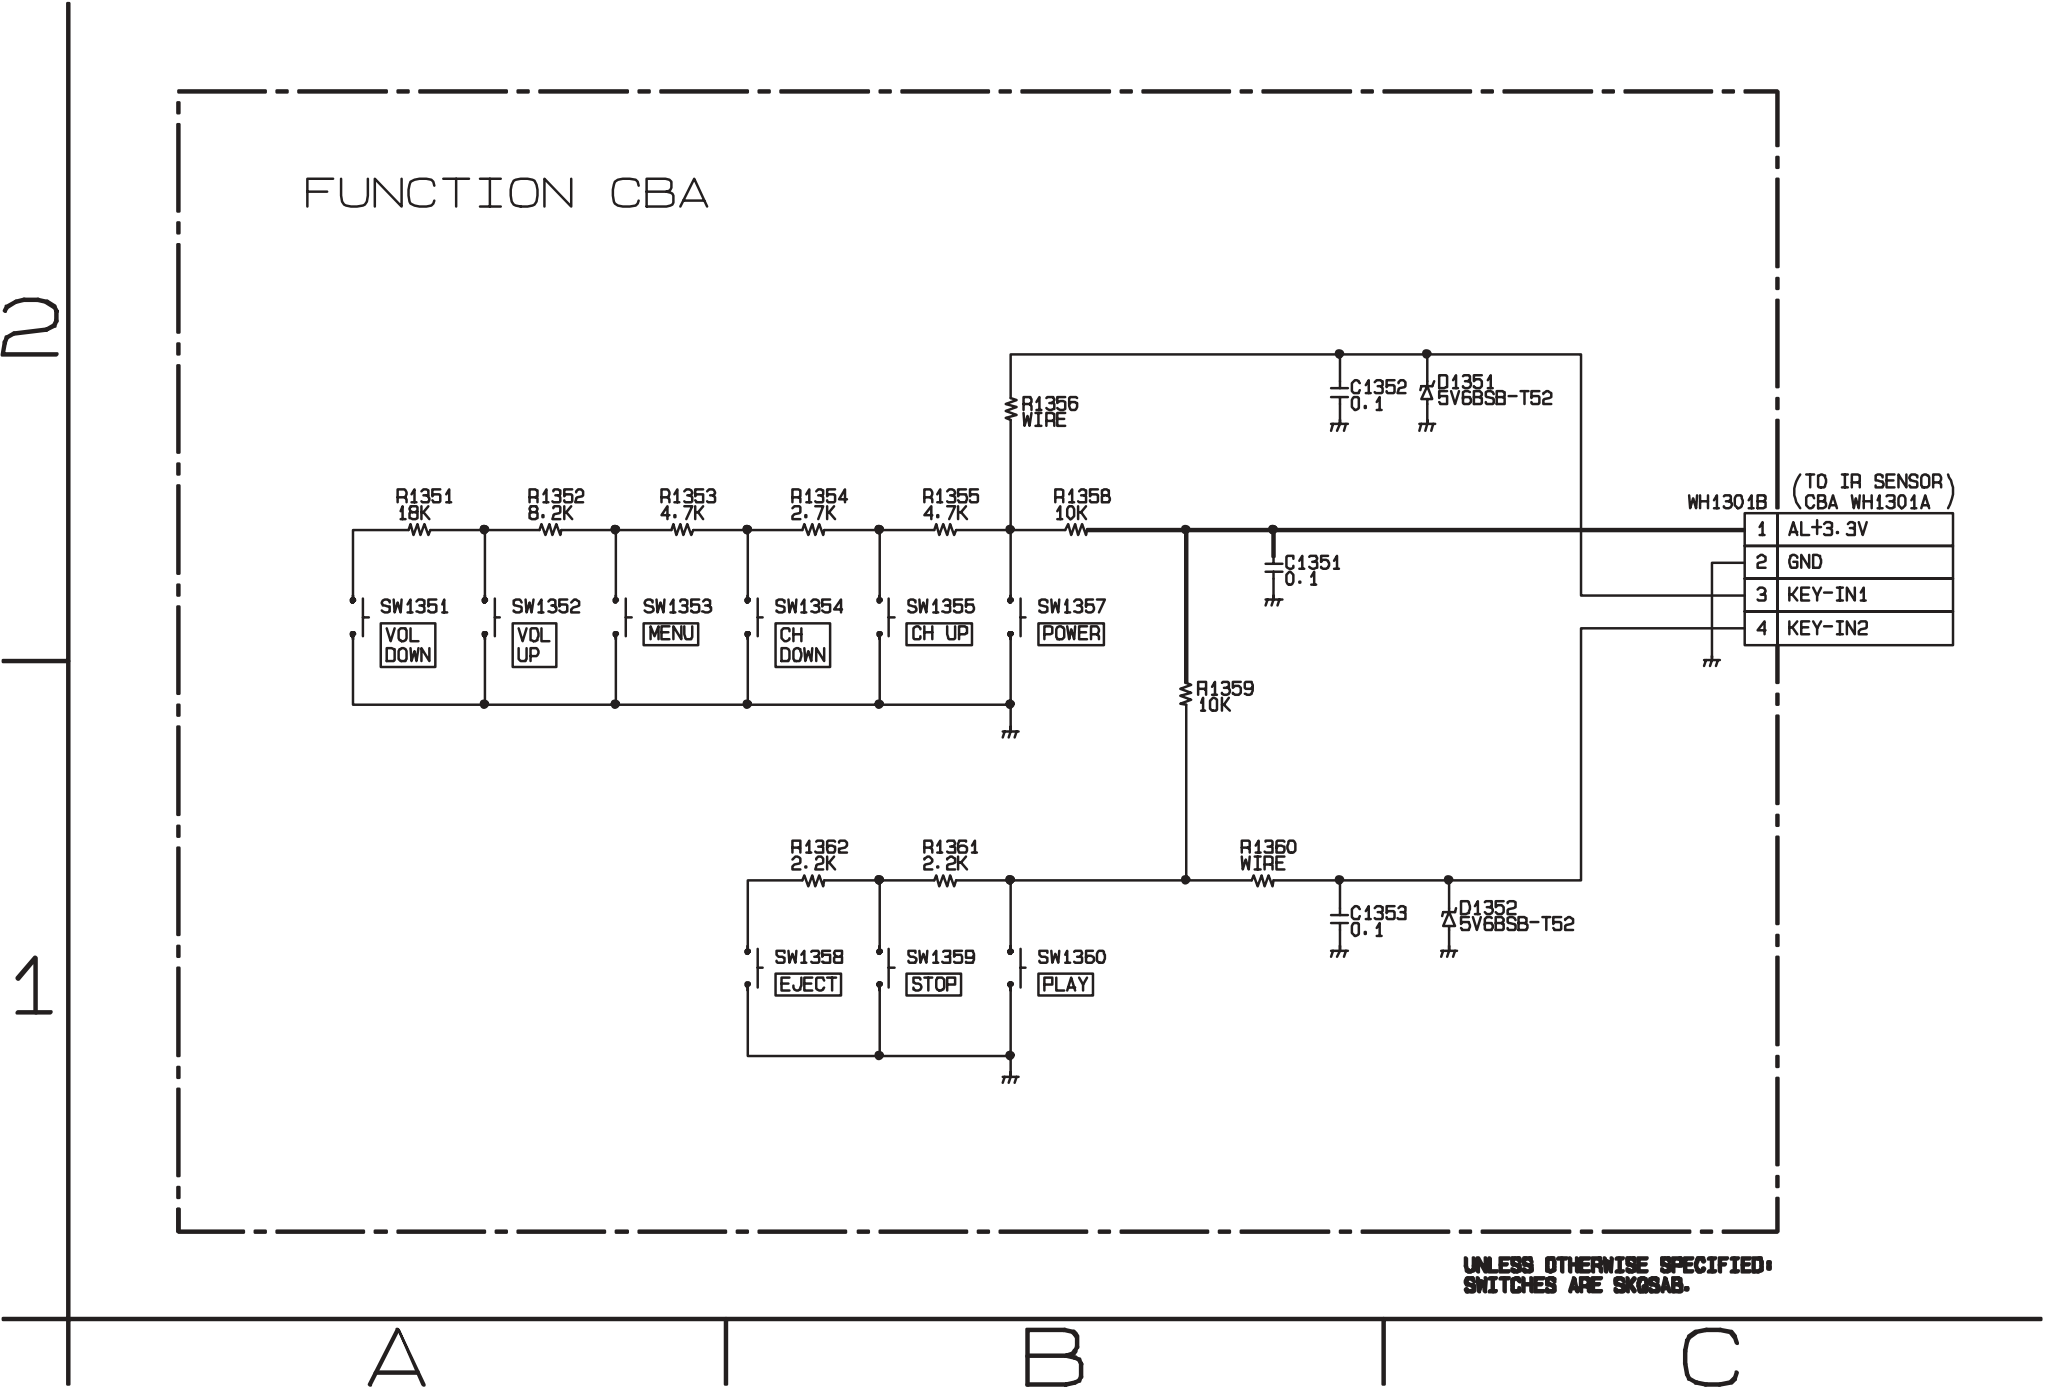 FUNCTION CBA
2
R1356
WIRE
C1352
0.1
D1351
5V6BSB-T52
R1351
18K
R1352
8.2K
R1353
4.7K
R1354
2.7K
R1355
4.7K
R1358
10K
WH1301B
(TO IR SENSOR
CBA WH1301A)
1 AL+3.3V
2 GND
3 KEY-IN1
4 KEY-IN2
C1351
0.1
SW1351
VOL
DOWN
SW1352
VOL
UP
SW1353
MENU
SW1354
CH
DOWN
SW1355
CH UP
SW1357
POWER
R1359
10K
R1362
2.2K
R1361
2.2K
R1360
WIRE
C1353
0.1
D1352
5V6BSB-T52
SW1358
EJECT
SW1359
STOP
SW1360
PLAY
1
UNLESS OTHERWISE SPECIFIED:
SWITCHES ARE SKQSAB.
A
B
C